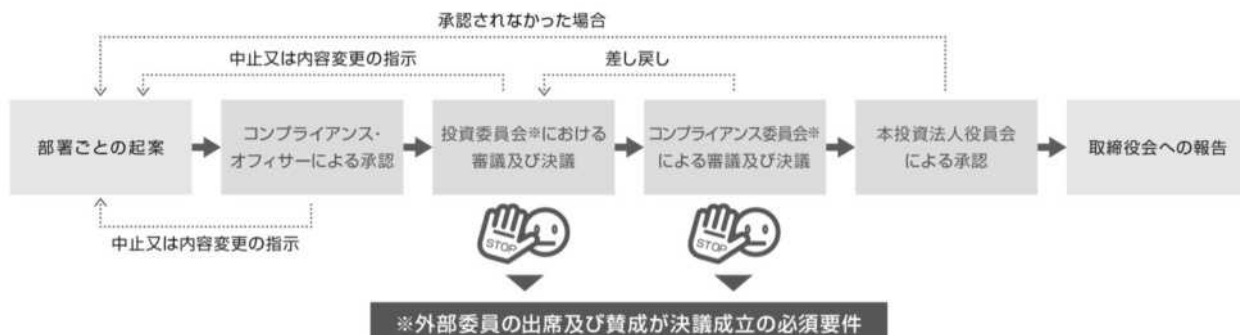 承認されなかった場合
中止又は内容変更の指示
差し戻し
部署ごとの起案
コンプライアンス・
オフィサーによる承認
投資委員会※における
審議及び決議
コンプライアンス委員会※
による審議及び決議
本投資法人役員会
による承認
取締役会への報告
中止又は内容変更の指示
STOP
STOP
※外部委員の出席及び賛成が決議成立の必須要件